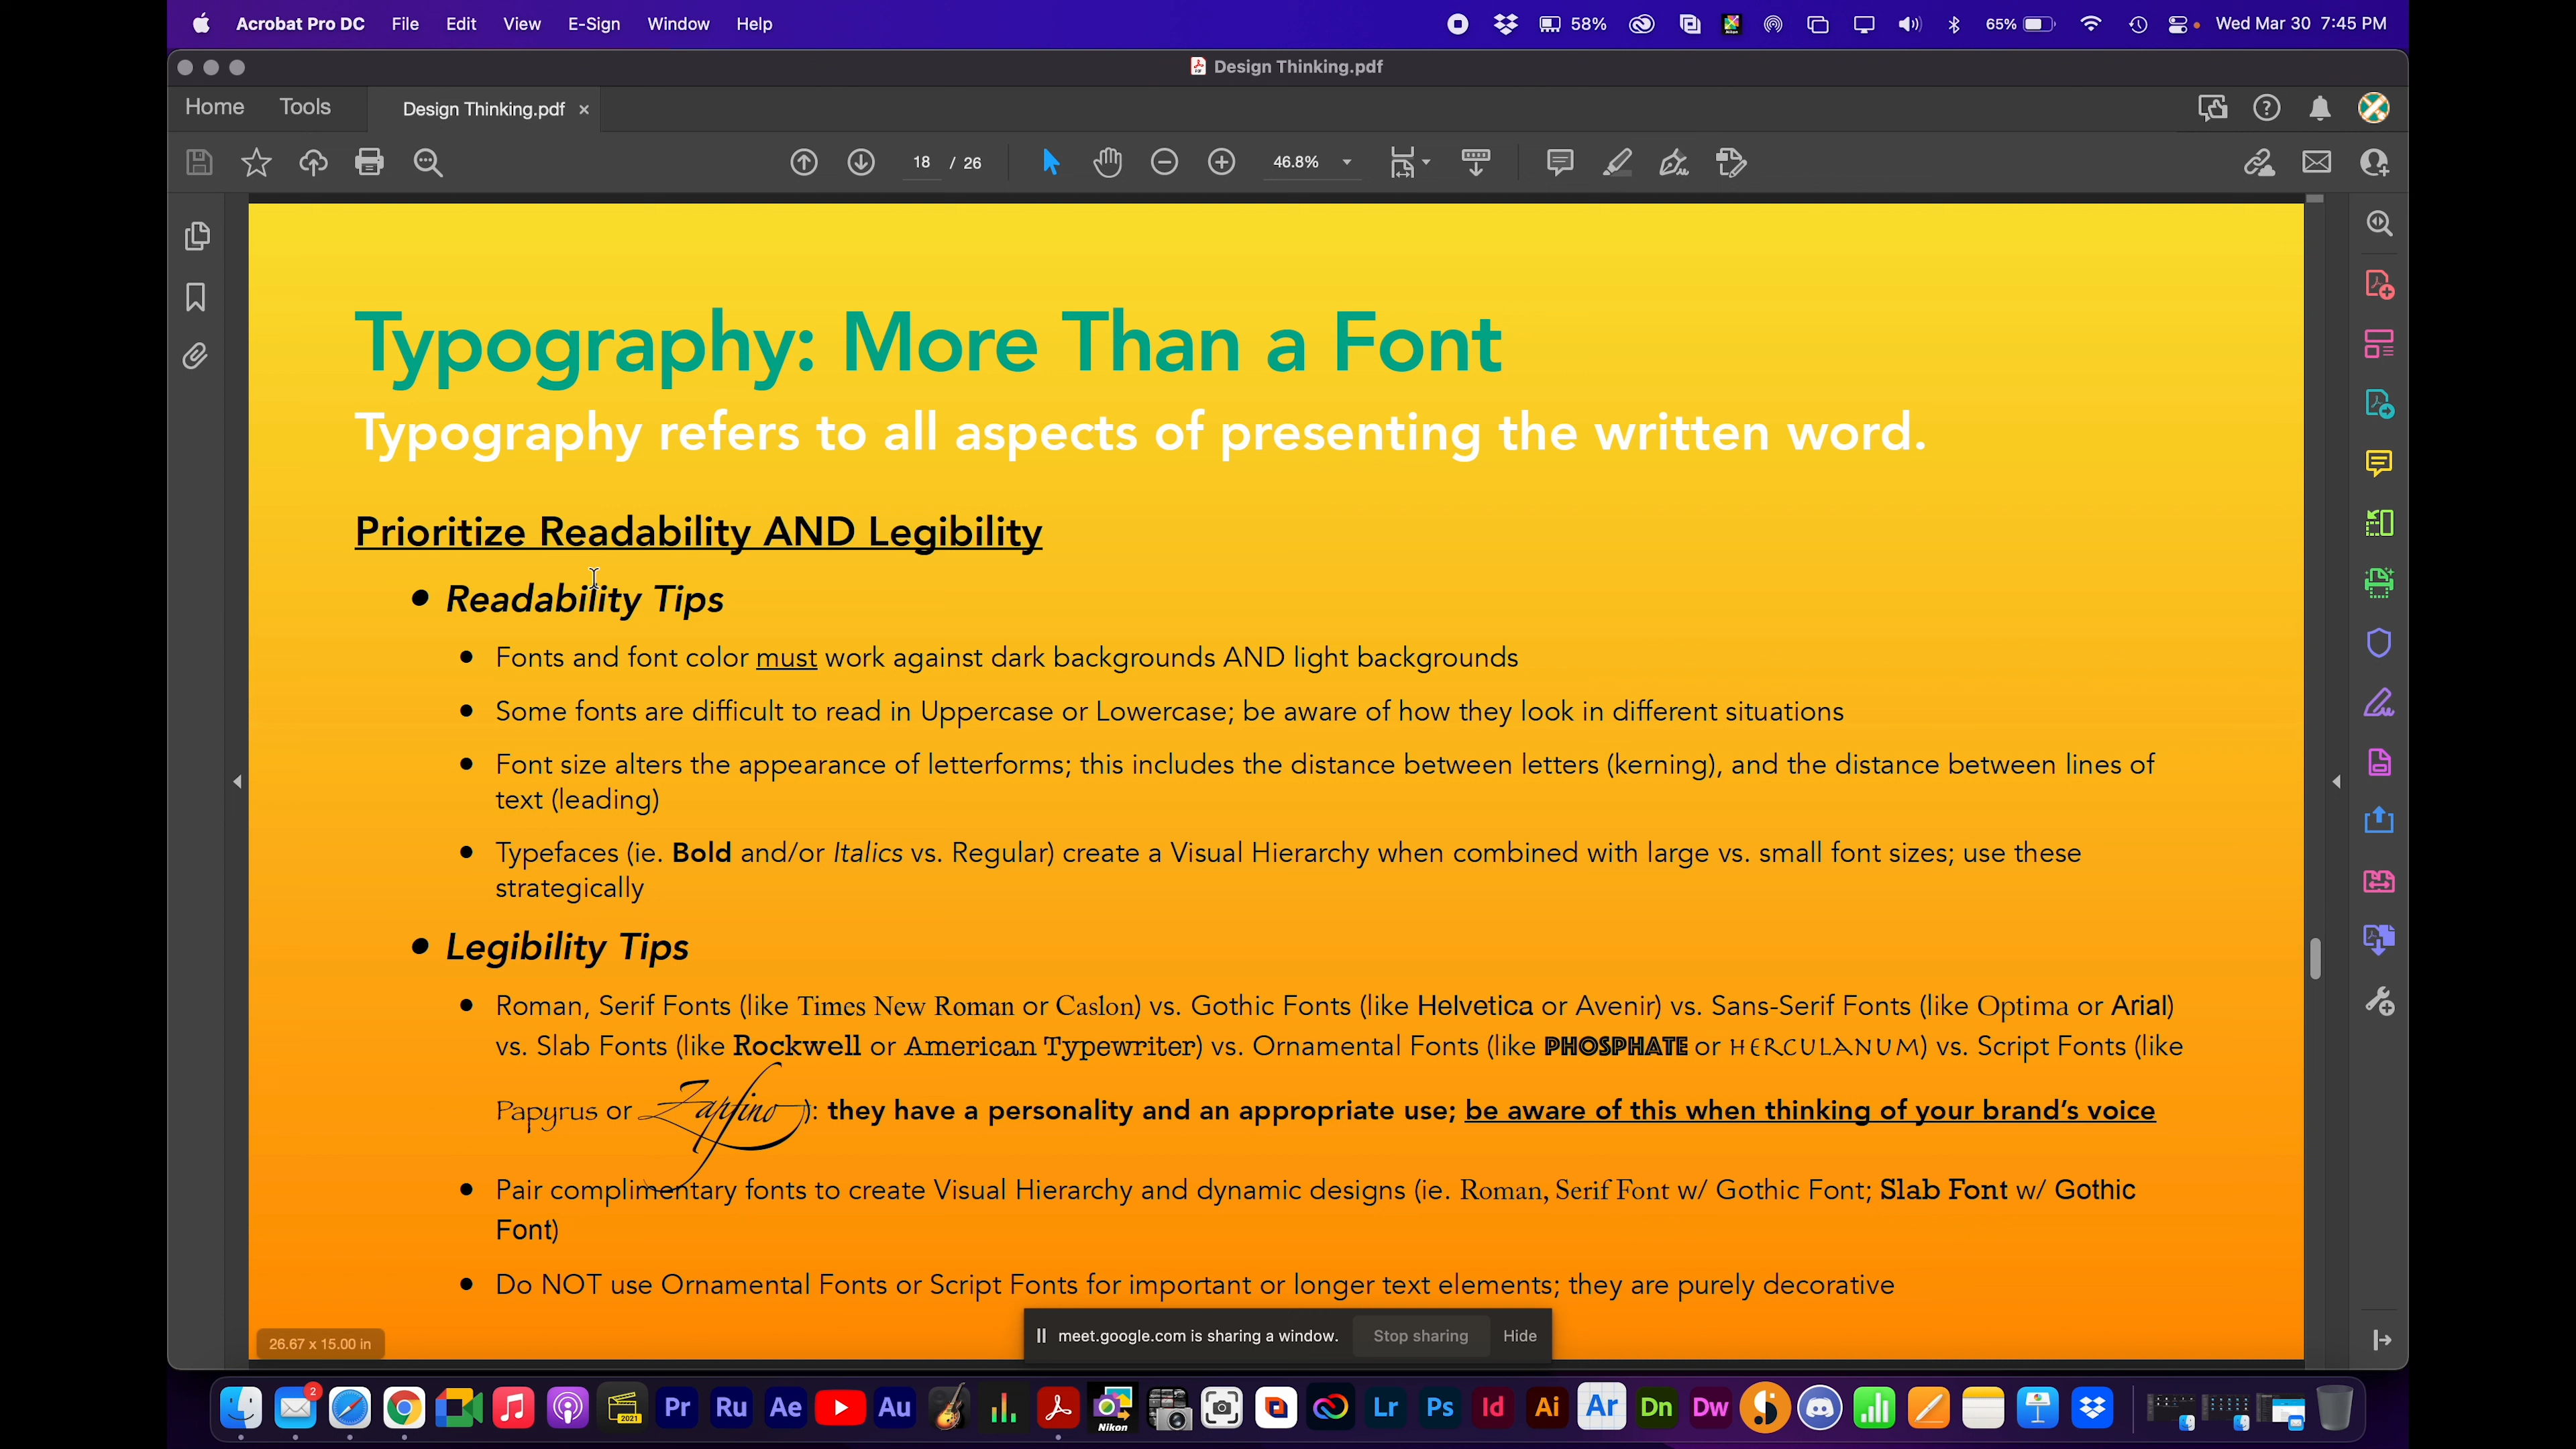 Acrobat Pro DC File Edit View E-Sign Window Help 58% 65% Wed Mar 30 7:45 PM
Design Thinking.pdf
Home Tools Design Thinking.pdf ×
18 / 26 46.8%
Typography: More Than a Font
Typography refers to all aspects of presenting the written word.
Prioritize Readability AND Legibility
• Readability Tips
• Fonts and font color must work against dark backgrounds AND light backgrounds
• Some fonts are difficult to read in Uppercase or Lowercase; be aware of how they look in different situations
• Font size alters the appearance of letterforms; this includes the distance between letters (kerning), and the distance between lines of
text (leading)
• Typefaces (ie. Bold and/or Italics vs. Regular) create a Visual Hierarchy when combined with large vs. small font sizes; use these
strategically
• Legibility Tips
• Roman, Serif Fonts (like Times New Roman or Caslon) vs. Gothic Fonts (like Helvetica or Avenir) vs. Sans-Serif Fonts (like Optima or Arial)
vs. Slab Fonts (like Rockwell or American Typewriter) vs. Ornamental Fonts (like PHOSPHATE or HERCULANUM) vs. Script Fonts (like
Papyrus or Zapfino): they have a personality and an appropriate use; be aware of this when thinking of your brand's voice
• Pair complimentary fonts to create Visual Hierarchy and dynamic designs (ie. Roman, Serif Font w/ Gothic Font; Slab Font w/ Gothic
Font)
• Do NOT use Ornamental Fonts or Script Fonts for important or longer text elements; they are purely decorative
26.67 x 15.00 in
meet.google.com is sharing a window. Stop sharing Hide
2 2021 Pr Ru Ae Au Nikon Lr Ps Id Ai Ar Dn Dw